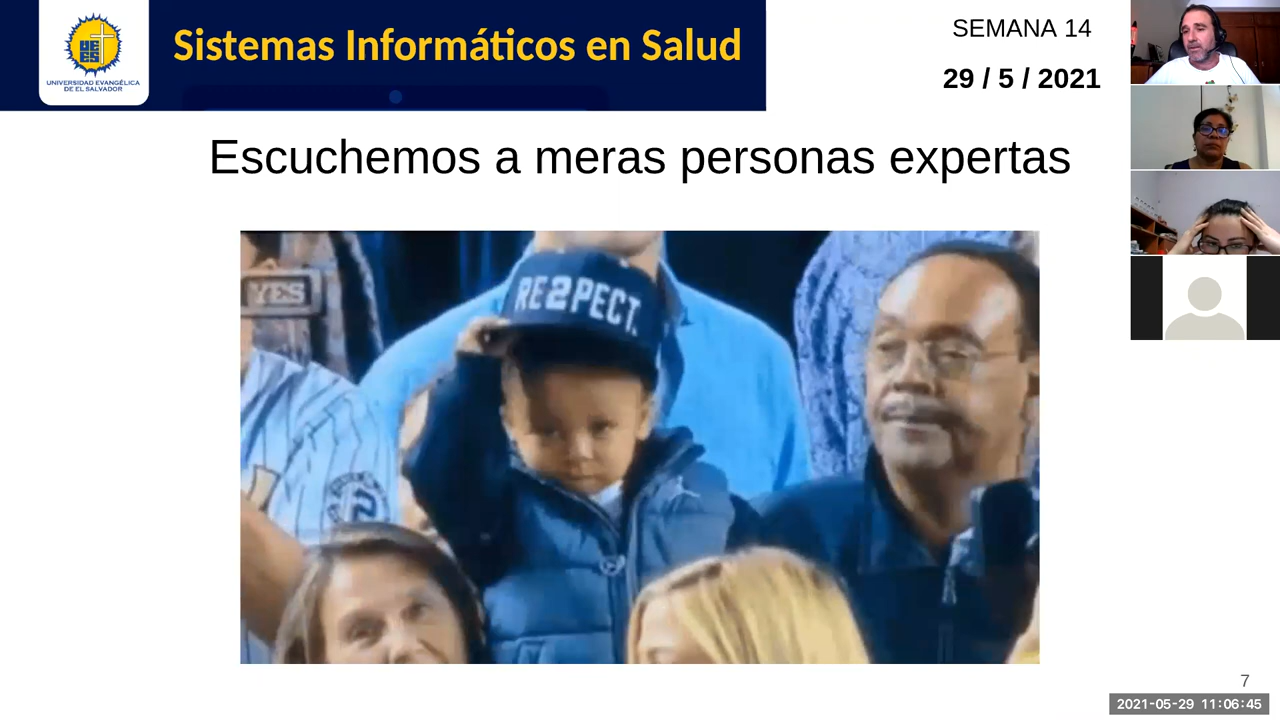 UNIVERSIDAD EVANGÉLICA
DE EL SALVADOR
Sistemas Informáticos en Salud
SEMANA 14
29 / 5 / 2021
Escuchemos a meras personas expertas
YES
RE2PECT.
2
7
2021-05-29 11:06:45